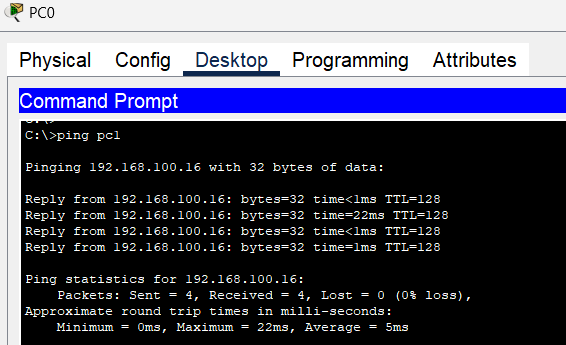 PC0
Physical Config Desktop Programming Attributes
Command Prompt
C:\>ping pc1
Pinging 192.168.100.16 with 32 bytes of data:
Reply from 192.168.100.16: bytes=32 time<1ms TTL=128
Reply from 192.168.100.16: bytes=32 time=22ms TTL=128
Reply from 192.168.100.16: bytes=32 time<1ms TTL=128
Reply from 192.168.100.16: bytes=32 time<1ms TTL=128
Ping statistics for 192.168.100.16:
Packets: Sent = 4, Received = 4, Lost = 0 (0% loss),
Approximate round trip times in milli-seconds:
Minimum = 0ms, Maximum = 22ms, Average = 5ms